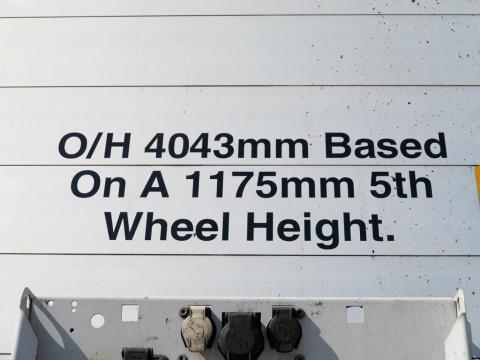 O/H 4043mm Based
On A 1175mm 5th
Wheel Height.